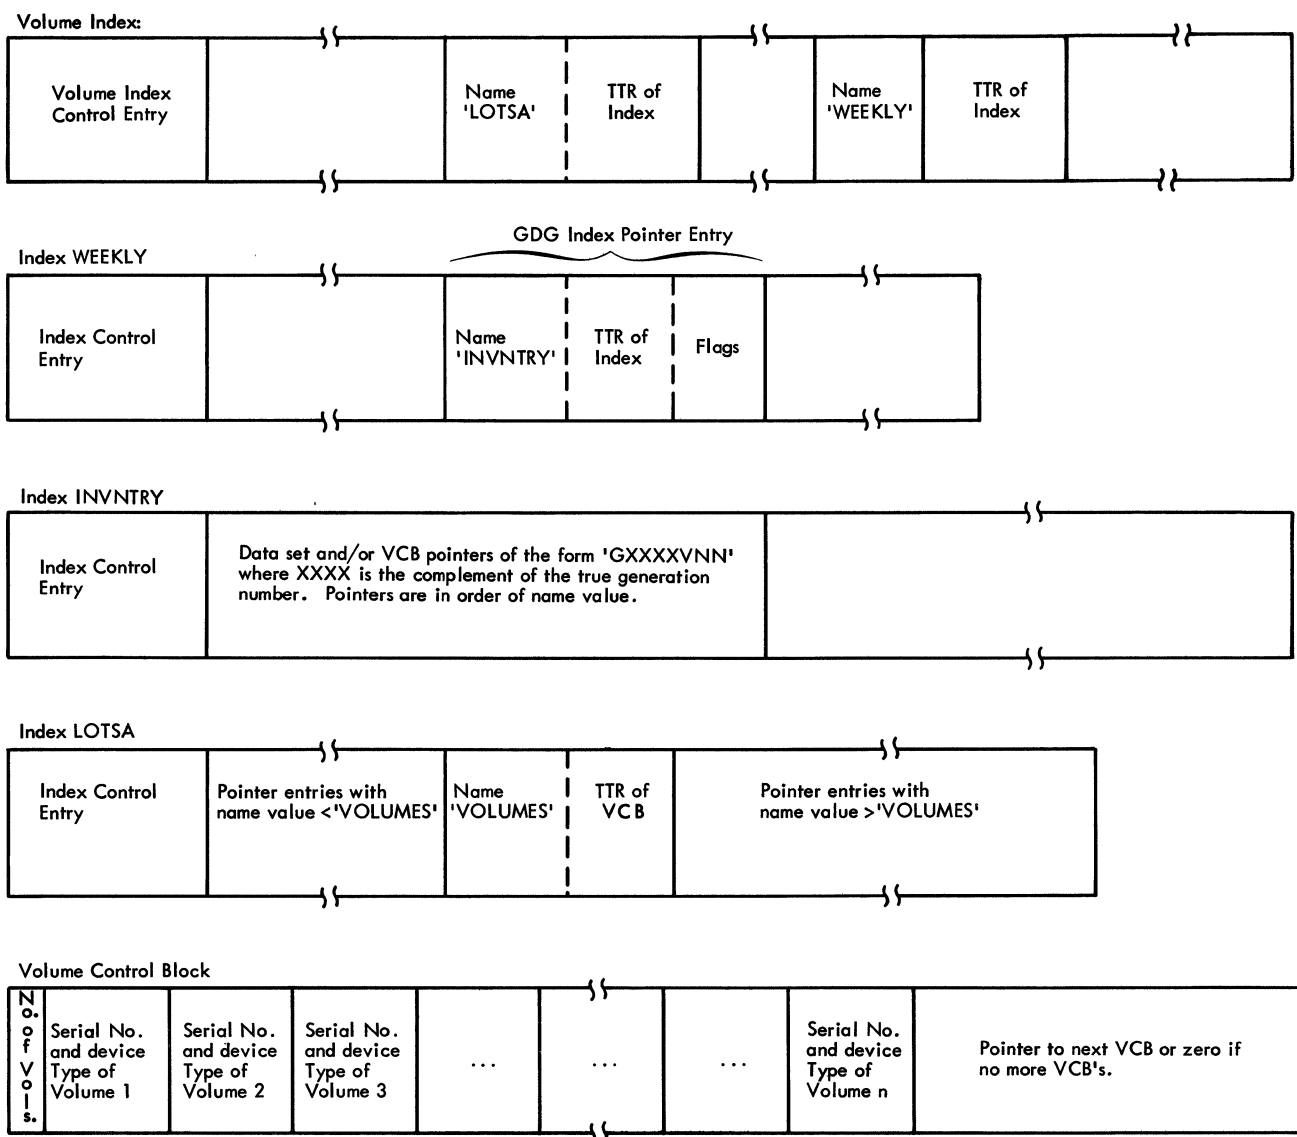 Volume Index:
Volume Index
Control Entry
Name
'LOTSA'
TTR of
Index
Name
'WEEKLY'
TTR of
Index
GDG Index Pointer Entry
Index WEEKLY
Index Control
Entry
Name
'INVNTRY'
TTR of
Index
Flags
Index INVNTRY
Index Control
Entry
Data set and/or VCB pointers of the form 'GXXXXVNN'
where XXXX is the complement of the true generation
number. Pointers are in order of name value.
Index LOTSA
Index Control
Entry
Pointer entries with
name value <'VOLUMES'
Name
'VOLUMES'
TTR of
VCB
Pointer entries with
name value >'VOLUMES'
Volume Control Block
No. of Vols.
Serial No.
and device
Type of
Volume 1
Serial No.
and device
Type of
Volume 2
Serial No.
and device
Type of
Volume 3
...
...
...
Serial No.
and device
Type of
Volume n
Pointer to next VCB or zero if
no more VCB's.